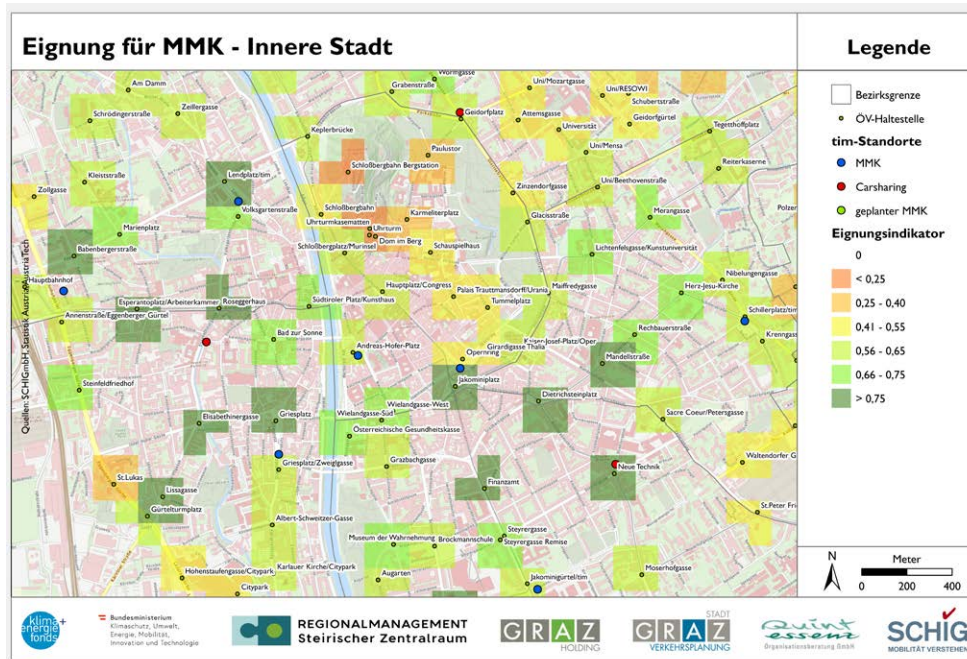 Eignung für MMK - Innere Stadt
Am Damm
Wormgasse
Grabenstraße
Uni/Mozartgasse
Uni/RESOWI
Schubertstraße
Schrödingerstraße
Zeillergasse
Geidorfplatz
Attemsgasse
Geidorfgürtel
Tegetthoffplatz
Keplerbrücke
Universität
Paulustor
Uni/Mensa
Reiterkaserne
Schloßbergbahn Bergstation
Kleiststraße
Lendplatz/tim
Zollgasse
Zinzendorfgasse
Uni/Beethovenstraße
Volksgartenstraße
Schloßbergbahn
Karmeliterplatz
Glacisstraße
Merangasse
Uhrturmkasematten
Uhrturm
Marienplatz
Dom im Berg
Schloßbergplatz/Murinsel
Schauspielhaus
Lichtenfelsgasse/Kunstuniversität
Babenbergerstraße
Nibelungengasse
Hauptbahnhof
Hauptplatz/Congress
Palais Trauttmansdorff/Urania
Maiffredygasse
Herz-Jesu-Kirche
Esperantoplatz/Arbeiterkammer
Roseggerhaus
Südtiroler Platz/Kunsthaus
Tummelplatz
Schillerplatz/tim
Annenstraße/Eggenberger Gürtel
Bad zur Sonne
Girardigasse Thalia
Kaiser-Josef-Platz/Oper
Rechbauerstraße
Krenngasse
Andreas-Hofer-Platz
Opernring
Mandellstraße
Steinfeldfriedhof
Jakominiplatz
Dietrichsteinplatz
Elisabethinergasse
Griesplatz
Wielandgasse-West
Wielandgasse-Süd
Sacre Coeur/Petersgasse
Österreichische Gesundheitskasse
Griesplatz/Zweiglgasse
Grazbachgasse
Neue Technik
Waltendorfer G
St.Lukas
Lissagasse
Finanzamt
Gürtelturmplatz
St.Peter Fri
Albert-Schweitzer-Gasse
Steyrergasse
Museum der Wahrnehmung
Brockmannschule
Steyrergasse Remise
Hohenstaufengasse/Citypark
Karlauer Kirche/Citypark
Augarten
Moserhofgasse
Citypark
Jakominigürtel/tim
Quellen: SCHIGmbH, Statistik Austria, AustriaTech
Legende
Bezirksgrenze
ÖV-Haltestelle
tim-Standorte
MMK
Carsharing
geplanter MMK
Eignungsindikator
0
< 0,25
0,25 - 0,40
0,41 - 0,55
0,56 - 0,65
0,66 - 0,75
> 0,75
N
Meter
0 200 400
klima+
energie
fonds
Bundesministerium
Klimaschutz, Umwelt,
Energie, Mobilität,
Innovation und Technologie
REGIONALMANAGEMENT
Steirischer Zentralraum
GRAZ
HOLDING
STADT
GRAZ
VERKEHRSPLANUNG
Quint
essenz
Organisationsberatung GmbH
SCHIG
MOBILITÄT VERSTEHEN